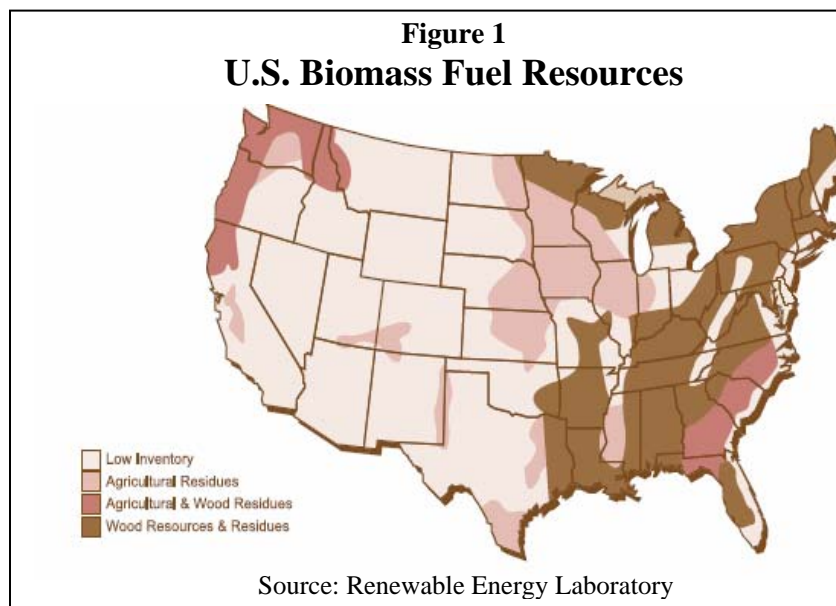 Figure 1
U.S. Biomass Fuel Resources
Low Inventory
Agricultural Residues
Agricultural & Wood Residues
Wood Resources & Residues
Source: Renewable Energy Laboratory